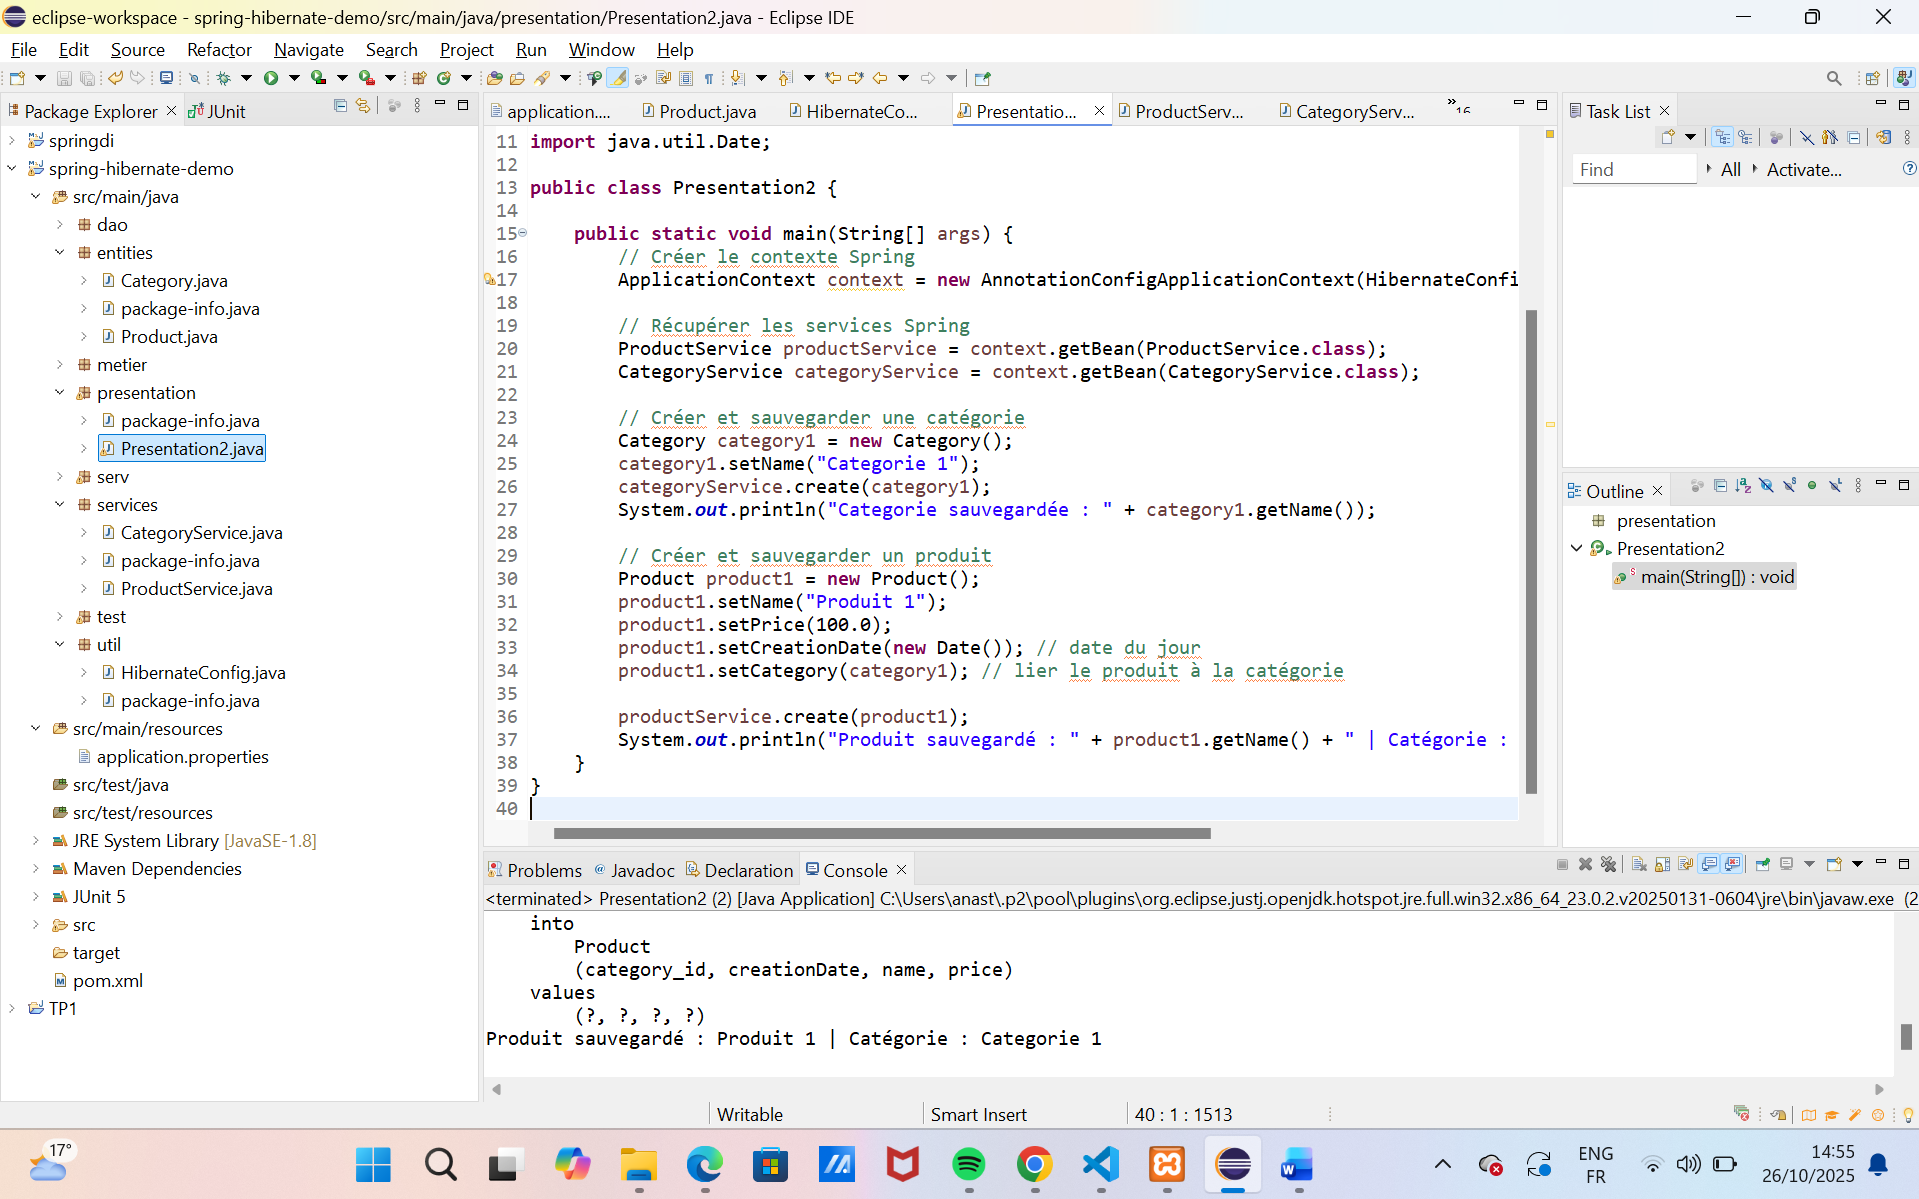 eclipse-workspace - spring-hibernate-demo/src/main/java/presentation/Presentation2.java - Eclipse IDE
File Edit Source Refactor Navigate Search Project Run Window Help
Package Explorer
JUnit
springdi
spring-hibernate-demo
src/main/java
dao
entities
Category.java
package-info.java
Product.java
metier
presentation
package-info.java
Presentation2.java
serv
services
CategoryService.java
package-info.java
ProductService.java
test
util
HibernateConfig.java
package-info.java
src/main/resources
application.properties
src/test/java
src/test/resources
JRE System Library [JavaSE-1.8]
Maven Dependencies
JUnit 5
src
target
pom.xml
TP1
application.... Product.java HibernateCo... Presentatio... ProductServ... CategoryServ... »16
11 import java.util.Date;
12
13 public class Presentation2 {
14
15 public static void main(String[] args) {
16 // Créer le contexte Spring
17 ApplicationContext context = new AnnotationConfigApplicationContext(HibernateConfi
18
19 // Récupérer les services Spring
20 ProductService productService = context.getBean(ProductService.class);
21 CategoryService categoryService = context.getBean(CategoryService.class);
22
23 // Créer et sauvegarder une catégorie
24 Category category1 = new Category();
25 category1.setName("Categorie 1");
26 categoryService.create(category1);
27 System.out.println("Categorie sauvegardée : " + category1.getName());
28
29 // Créer et sauvegarder un produit
30 Product product1 = new Product();
31 product1.setName("Produit 1");
32 product1.setPrice(100.0);
33 product1.setCreationDate(new Date()); // date du jour
34 product1.setCategory(category1); // lier le produit à la catégorie
35
36 productService.create(product1);
37 System.out.println("Produit sauvegardé : " + product1.getName() + " | Catégorie :
38 }
39 }
40
Task List
Find All Activate...
Outline
presentation
Presentation2
main(String[]) : void
Problems Javadoc Declaration Console
<terminated> Presentation2 (2) [Java Application] C:\Users\anast\.p2\pool\plugins\org.eclipse.justj.openjdk.hotspot.jre.full.win32.x86_64_23.0.2.v20250131-0604\jre\bin\javaw.exe (2
into
Product
(category_id, creationDate, name, price)
values
(?, ?, ?, ?)
Produit sauvegardé : Produit 1 | Catégorie : Categorie 1
Writable Smart Insert 40 : 1 : 1513
17°
ENG
FR
14:55
26/10/2025